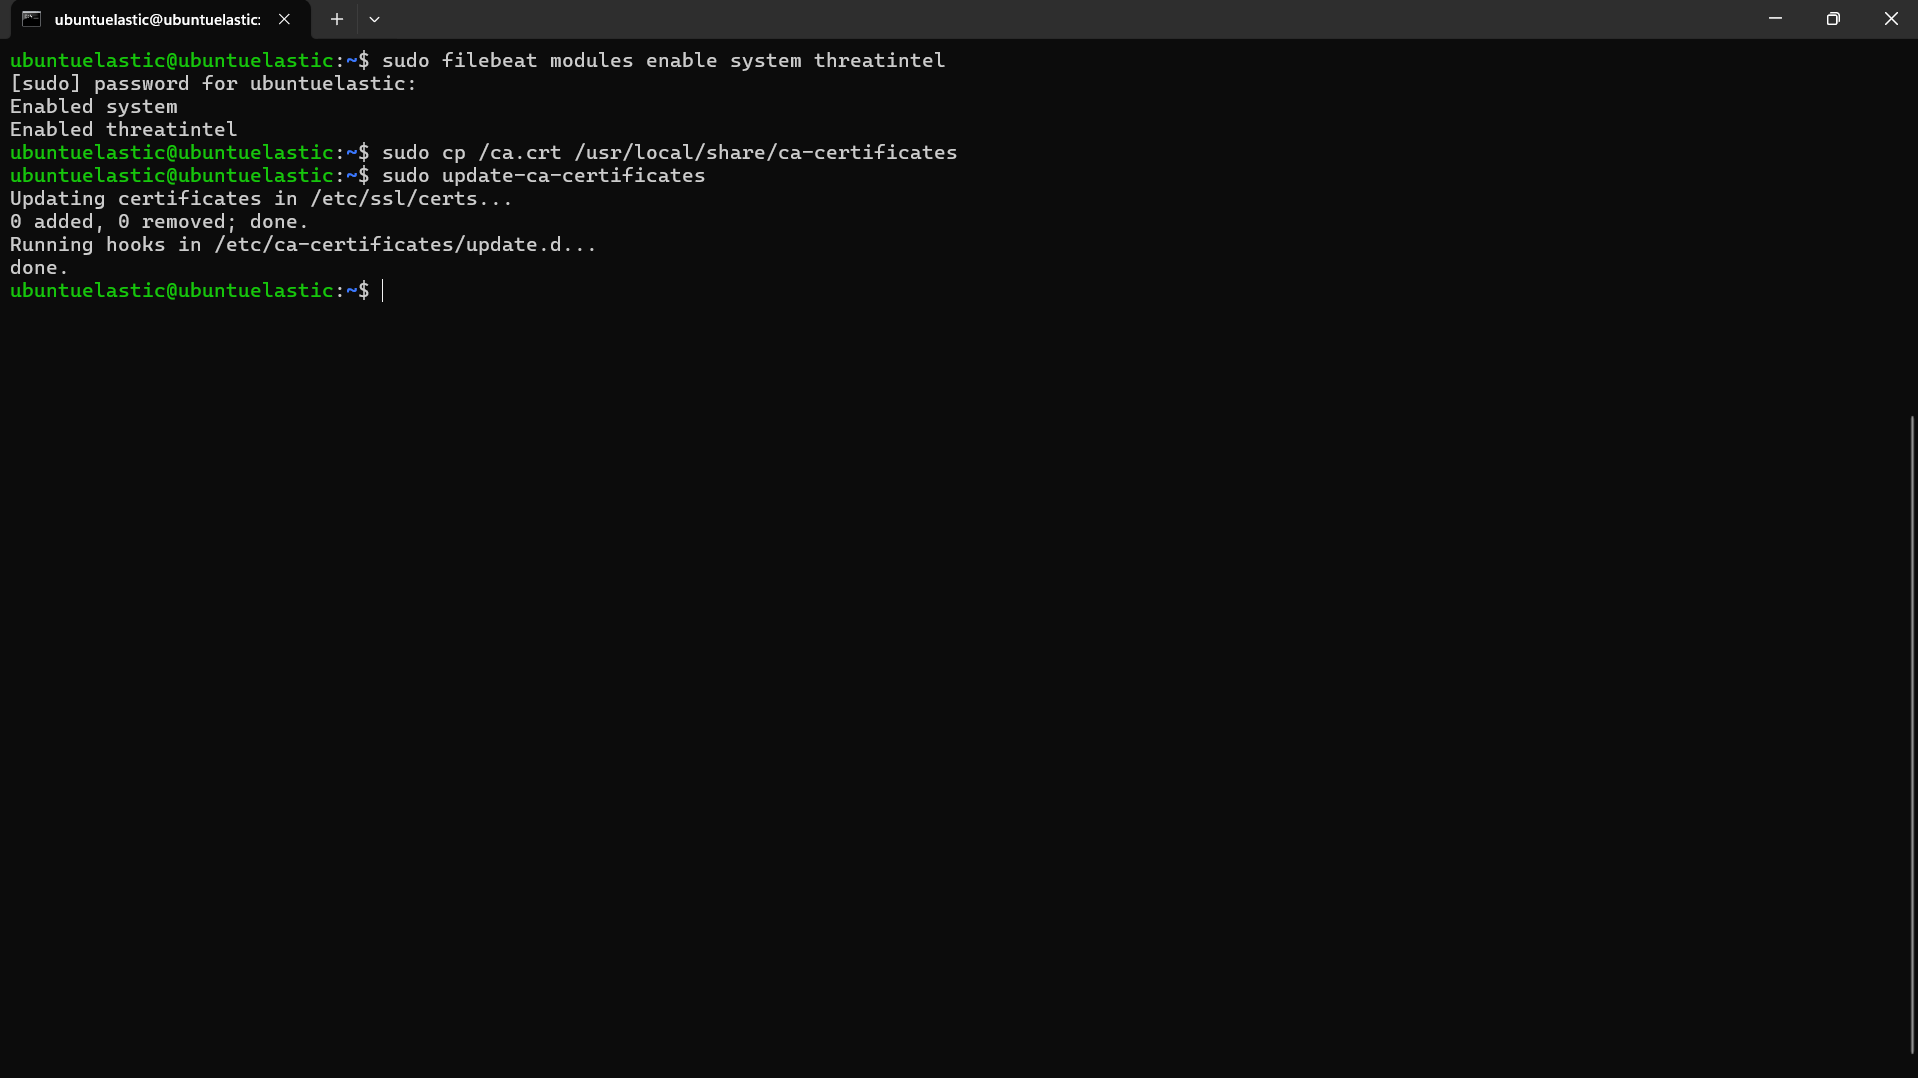 ubuntuelastic@ubuntuelastic:
ubuntuelastic@ubuntuelastic:~$ sudo filebeat modules enable system threatintel
[sudo] password for ubuntuelastic:
Enabled system
Enabled threatintel
ubuntuelastic@ubuntuelastic:~$ sudo cp /ca.crt /usr/local/share/ca-certificates
ubuntuelastic@ubuntuelastic:~$ sudo update-ca-certificates
Updating certificates in /etc/ssl/certs...
0 added, 0 removed; done.
Running hooks in /etc/ca-certificates/update.d...
done.
ubuntuelastic@ubuntuelastic:~$